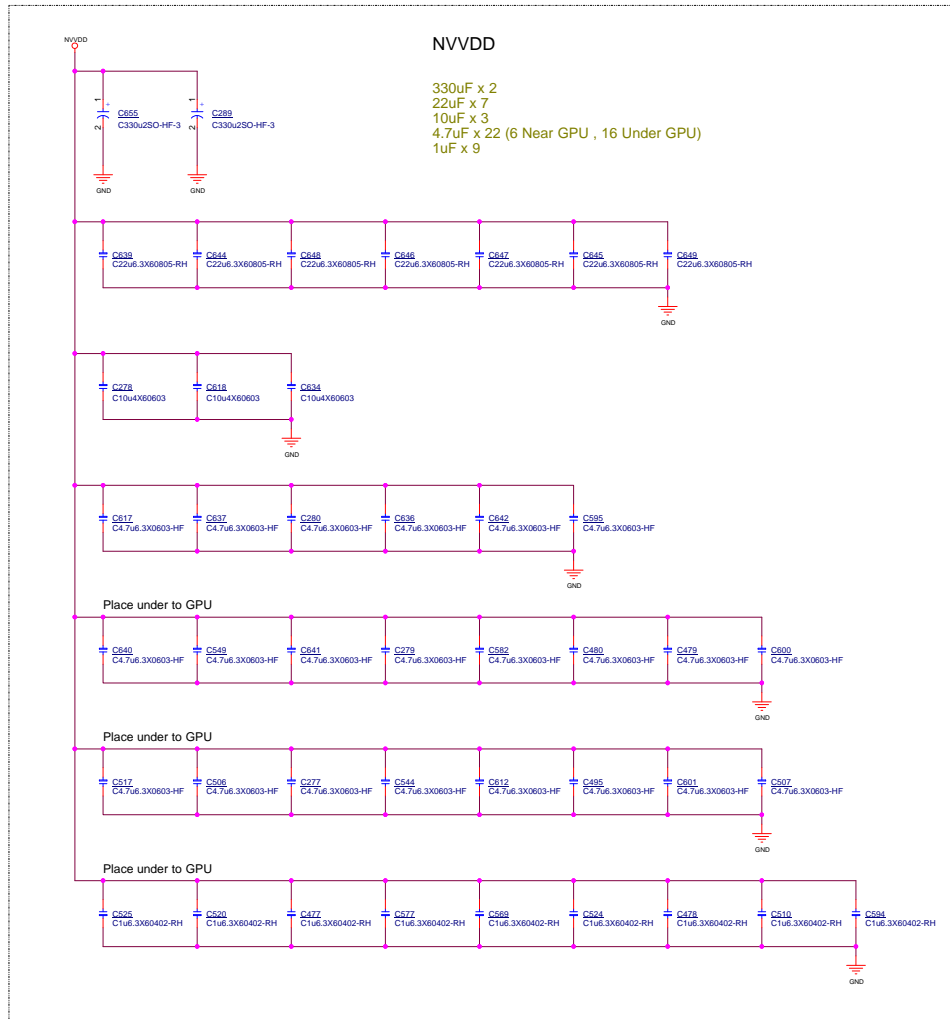 NVVDD
NVVDD
330uF x 2
22uF x 7
10uF x 3
4.7uF x 22 (6 Near GPU , 16 Under GPU)
1uF x 9
1 + C655 1 + C289
2 C330u2SO-HF-3 2 C330u2SO-HF-3
GND GND
C639 C644 C648 C646 C647 C645 C649
C22u6.3X60805-RH C22u6.3X60805-RH C22u6.3X60805-RH C22u6.3X60805-RH C22u6.3X60805-RH C22u6.3X60805-RH C22u6.3X60805-RH
GND
C278 C618 C634
C10u4X60603 C10u4X60603 C10u4X60603
GND
C617 C637 C280 C636 C642 C595
C4.7u6.3X0603-HF C4.7u6.3X0603-HF C4.7u6.3X0603-HF C4.7u6.3X0603-HF C4.7u6.3X0603-HF C4.7u6.3X0603-HF
GND
Place under to GPU
C640 C549 C641 C279 C582 C480 C479 C600
C4.7u6.3X0603-HF C4.7u6.3X0603-HF C4.7u6.3X0603-HF C4.7u6.3X0603-HF C4.7u6.3X0603-HF C4.7u6.3X0603-HF C4.7u6.3X0603-HF C4.7u6.3X0603-HF
GND
Place under to GPU
C517 C506 C277 C544 C612 C495 C601 C507
C4.7u6.3X0603-HF C4.7u6.3X0603-HF C4.7u6.3X0603-HF C4.7u6.3X0603-HF C4.7u6.3X0603-HF C4.7u6.3X0603-HF C4.7u6.3X0603-HF C4.7u6.3X0603-HF
GND
Place under to GPU
C525 C520 C477 C577 C569 C524 C478 C510 C594
C1u6.3X60402-RH C1u6.3X60402-RH C1u6.3X60402-RH C1u6.3X60402-RH C1u6.3X60402-RH C1u6.3X60402-RH C1u6.3X60402-RH C1u6.3X60402-RH C1u6.3X60402-RH
GND